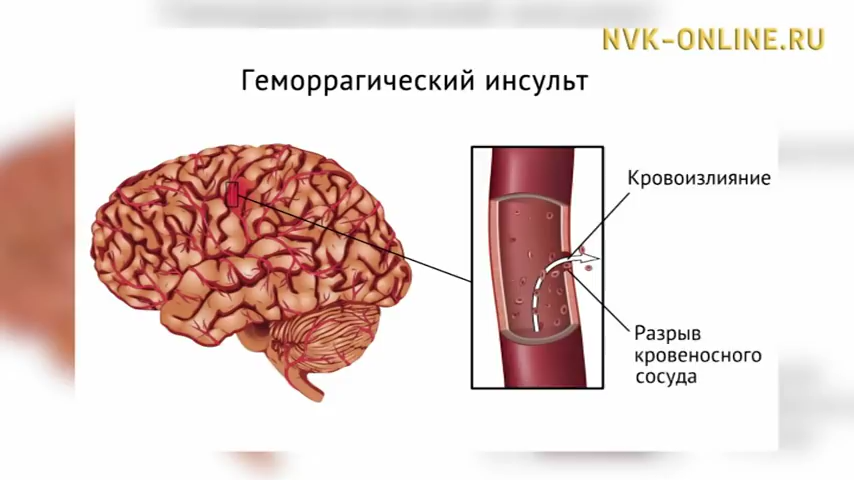 NVK-ONLINE.RU
Геморрагический инсульт
Кровоизлияние
Разрыв
кровеносного
сосуда